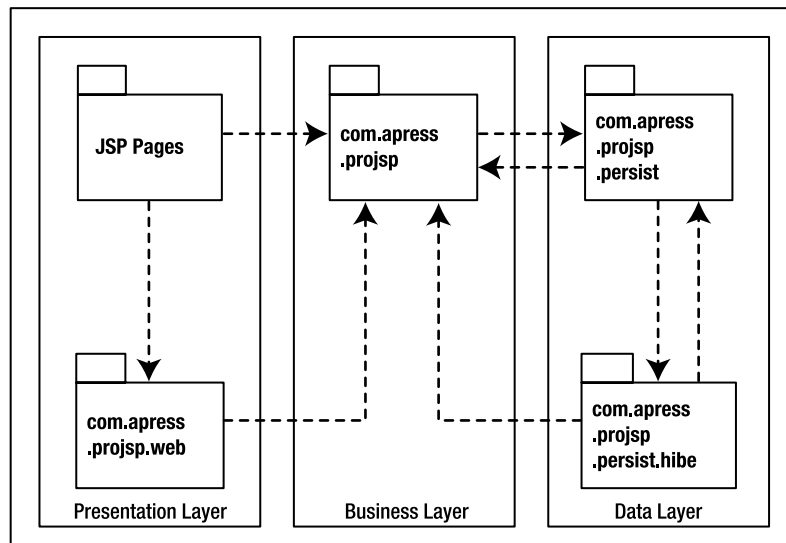 JSP Pages
com.apress
.projsp
com.apress
.projsp
.persist
com.apress
.projsp.web
com.apress
.projsp
.persist.hibe
Presentation Layer
Business Layer
Data Layer